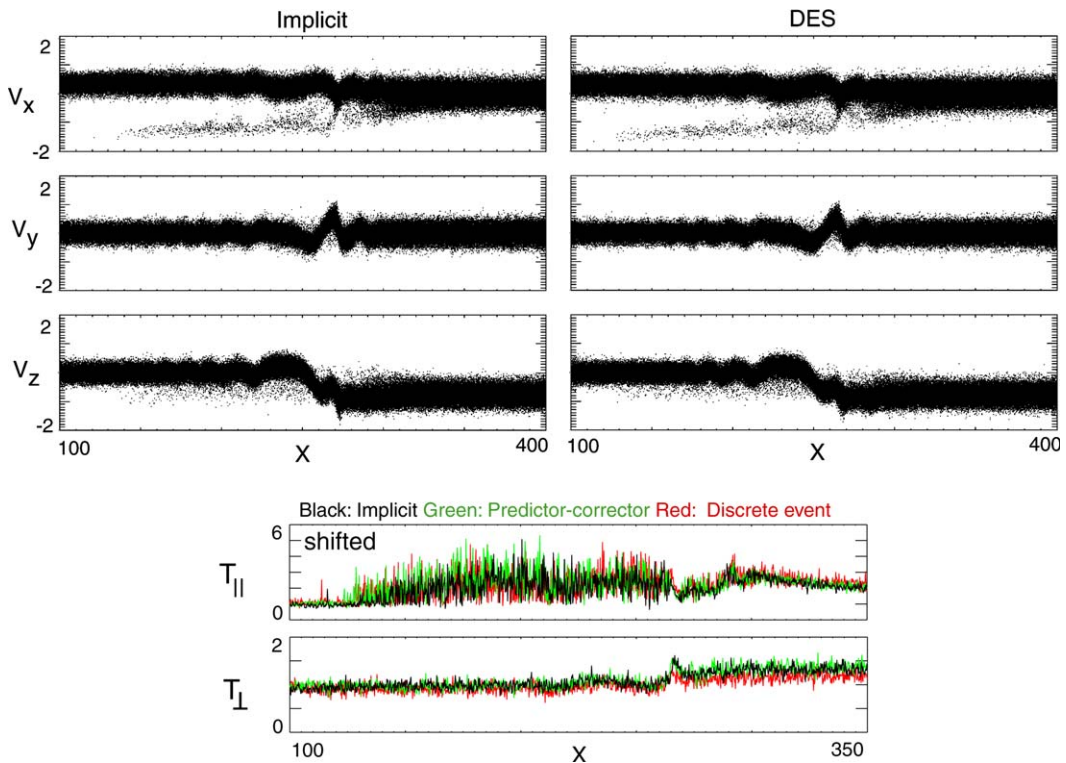 Implicit DES
2
V_x
-2
2
V_y
-2
2
V_z
-2
100 X 400 100 X 400
Black: Implicit Green: Predictor-corrector Red: Discrete event
6
shifted
T_||
0
2
T_⊥
0
100 X 350